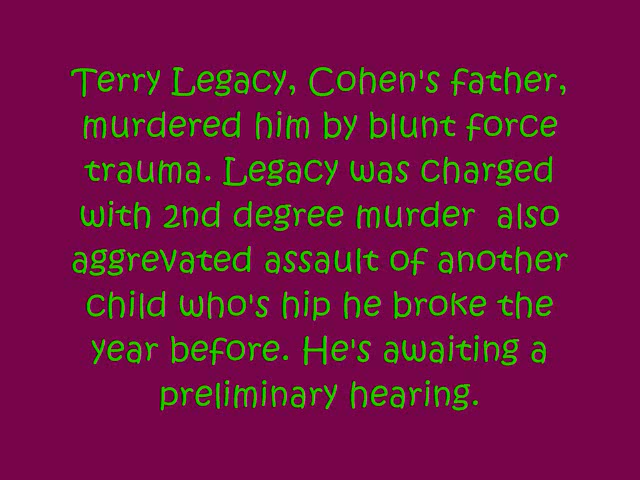 Terry Legacy, Cohen's father,
murdered him by blunt force
trauma. Legacy was charged
with 2nd degree murder  also
aggrevated assault of another
child who's hip he broke the
year before. He's awaiting a
preliminary hearing.